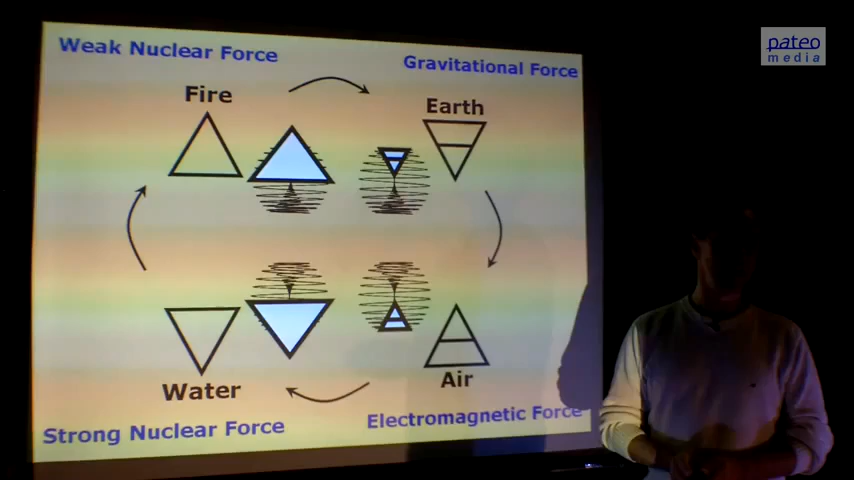 Weak Nuclear Force
Gravitational Force
Fire
Earth
Water
Air
Strong Nuclear Force
Electromagnetic Force
pateo
media